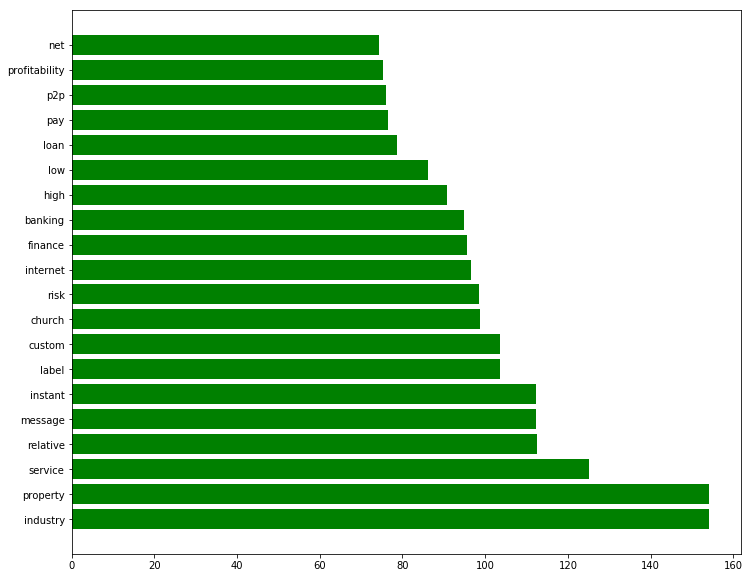 net
profitability
p2p
pay
loan
low
high
banking
finance
internet
risk
church
custom
label
instant
message
relative
service
property
industry
0 20 40 60 80 100 120 140 160